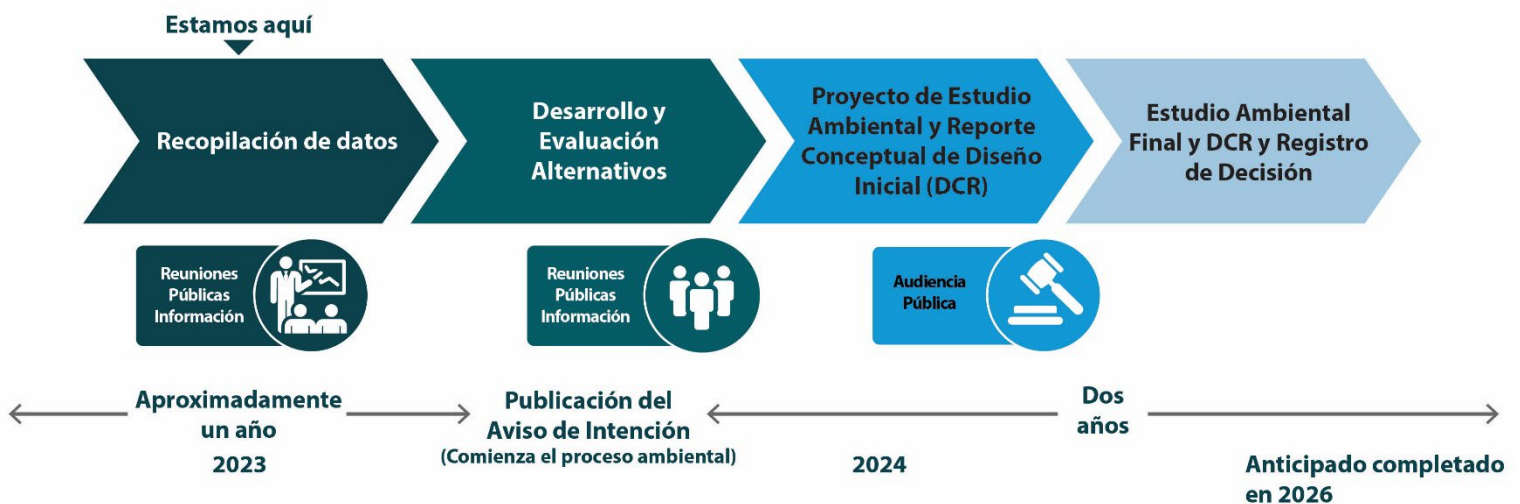 Estamos aquí
Recopilación de datos
Desarrollo y
Evaluación
Alternativos
Proyecto de Estudio
Ambiental y Reporte
Conceptual de Diseño
Inicial (DCR)
Estudio Ambiental
Final y DCR y Registro
de Decisión
Reuniones
Públicas
Información
Reuniones
Públicas
Información
Audiencia
Pública
Aproximadamente
un año
2023
Publicación del
Aviso de Intención
(Comienza el proceso ambiental)
Dos
años
2024
Anticipado completado
en 2026